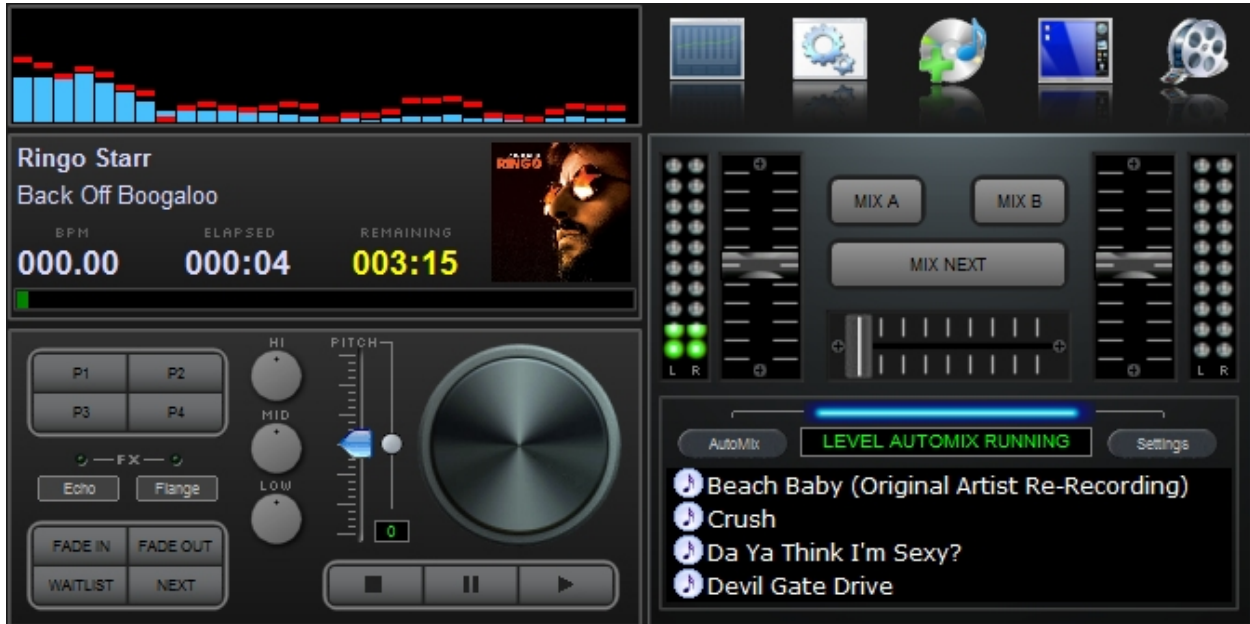 RINGO
Ringo Starr
Back Off Boogaloo
BPM ELAPSED REMAINING
000.00 000:04 003:15
P1 P2
P3 P4
FX
Echo Flange
FADE IN FADE OUT
WAITLIST NEXT
HI
MID
LOW
PITCH
0
MIX A MIX B
MIX NEXT
L R
L R
AutoMix LEVEL AUTOMIX RUNNING Settings
Beach Baby (Original Artist Re-Recording)
Crush
Da Ya Think I'm Sexy?
Devil Gate Drive